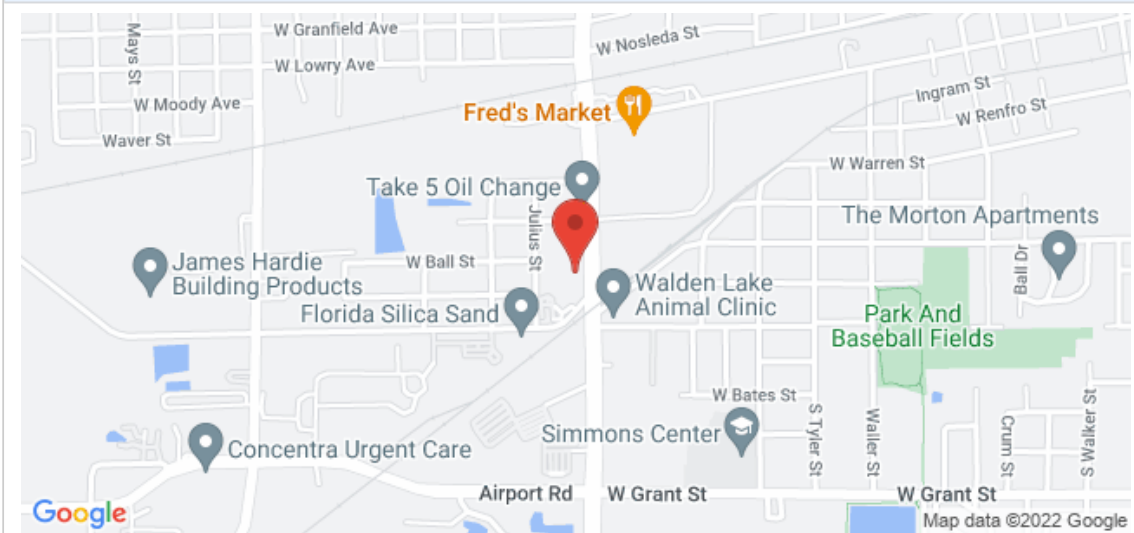 W Granfield Ave
Mays St
W Nosleda St
W Lowry Ave
Ingram St
W Moody Ave
Fred's Market
W Renfro St
Waver St
W Warren St
Take 5 Oil Change
Julius St
The Morton Apartments
W Ball St
Ball Dr
James Hardie
Building Products
Walden Lake
Animal Clinic
Florida Silica Sand
Park And
Baseball Fields
W Bates St
S Tyler St
Waller St
Crum St
S Walker St
Simmons Center
Concentra Urgent Care
Airport Rd
W Grant St
W Grant St
Google
Map data ©2022 Google